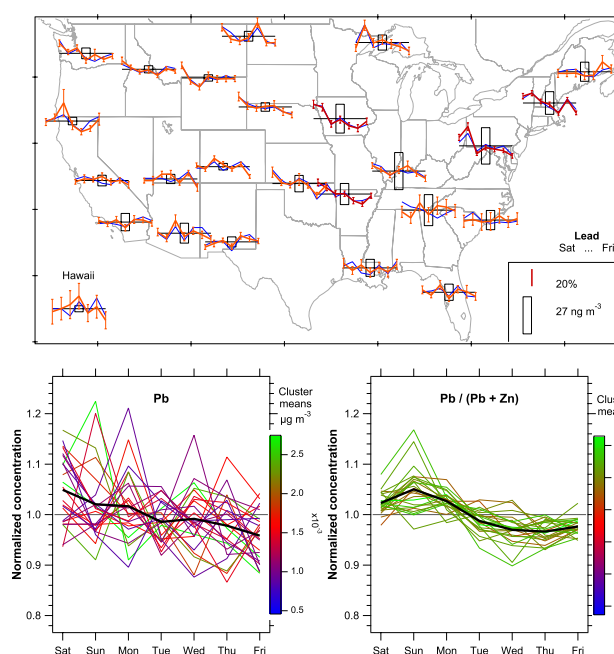 Lead
Sat ... Fri
20%
27 ng m-3
Hawaii
Pb
Cluster
means
µg m-3
Normalized concentration
1.2
1.1
1.0
0.9
0.8
Sat Sun Mon Tue Wed Thu Fri
2.5
2.0
1.5
1.0
0.5
x10-3
Pb / (Pb + Zn)
Normalized concentration
1.2
1.1
1.0
0.9
0.8
Sat Sun Mon Tue Wed Thu Fri